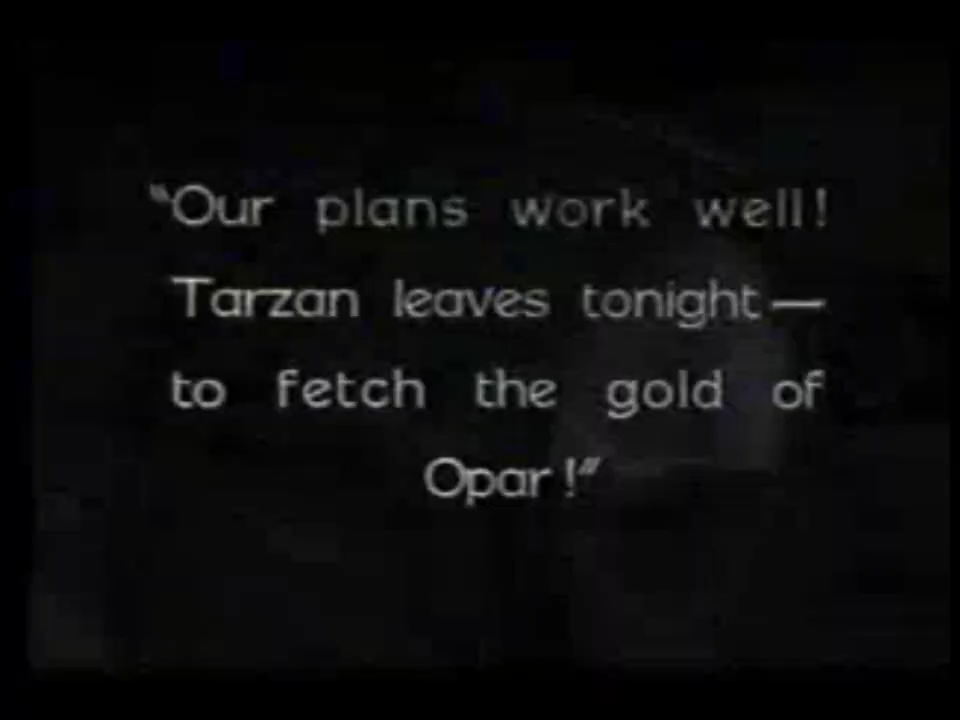 “Our plans work well!
Tarzan leaves tonight—
to fetch the gold of
Opar!”